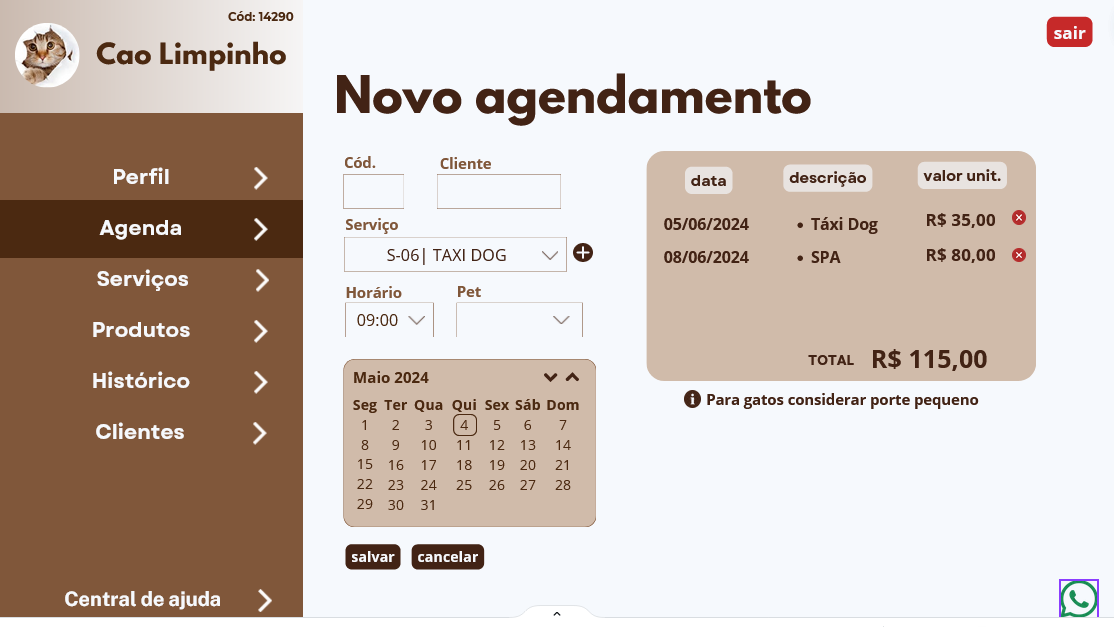 Cód: 14290
Cao Limpinho
Perfil
Agenda
Serviços
Produtos
Histórico
Clientes
Central de ajuda
sair
Novo agendamento
Cód. Cliente
Serviço
S-06| TAXI DOG
Horário Pet
09:00
Maio 2024
Seg Ter Qua Qui Sex Sáb Dom
1 2 3 4 5 6 7
8 9 10 11 12 13 14
15 16 17 18 19 20 21
22 23 24 25 26 27 28
29 30 31
salvar cancelar
data descrição valor unit.
05/06/2024 • Táxi Dog R$ 35,00
08/06/2024 • SPA R$ 80,00
TOTAL R$ 115,00
Para gatos considerar porte pequeno